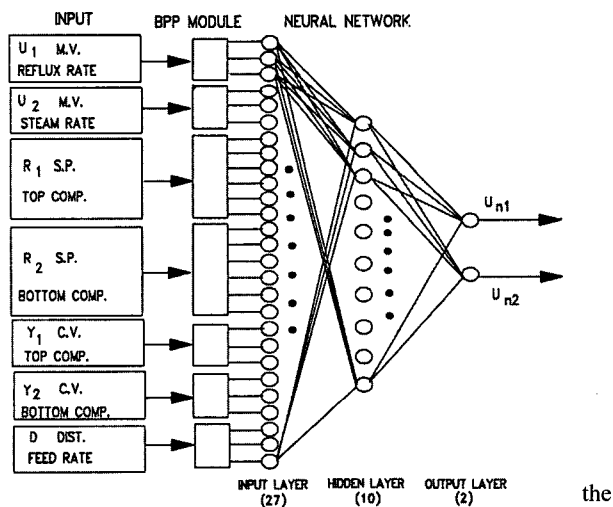 INPUT
BPP MODULE
NEURAL NETWORK
U1 M.V.
REFLUX RATE
U2 M.V.
STEAM RATE
R1 S.P.
TOP COMP.
R2 S.P.
BOTTOM COMP.
Y1 C.V.
TOP COMP.
Y2 C.V.
BOTTOM COMP.
D DIST.
FEED RATE
Un1
Un2
INPUT LAYER
(27)
HIDDEN LAYER
(10)
OUTPUT LAYER
(2)
the